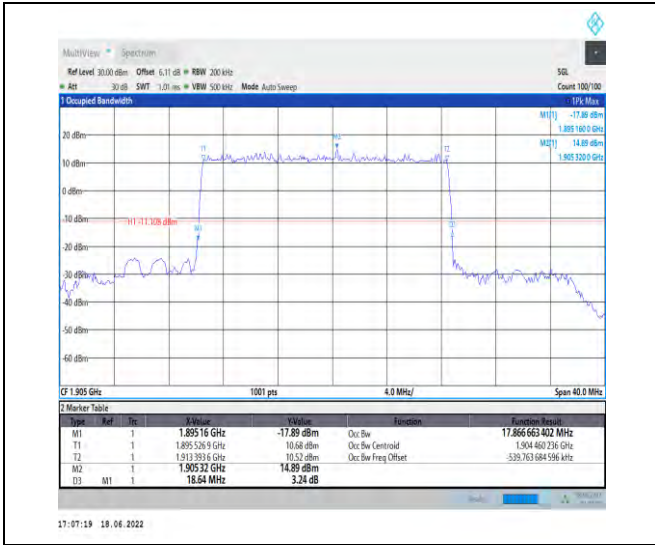 MultiView Spectrum
Ref Level 30.00 dBm Offset 6.11 dB RBW 200 kHz SGL
Att 30 dB SWT 1.01 ms VBW 500 kHz Mode Auto Sweep Count 100/100
1 Occupied Bandwidth 1Pk Max
M1[1] -17.89 dBm
1.895 160 0 GHz
20 dBm M2[1] 14.89 dBm
1.905 320 0 GHz
M2
T1 T2
10 dBm
0 dBm
-10 dBm
H1 -11.108 dBm
M1 D3
-20 dBm
-30 dBm
-40 dBm
-50 dBm
-60 dBm
CF 1.905 GHz 1001 pts 4.0 MHz/ Span 40.0 MHz
2 Marker Table
Type Ref Trc X-Value Y-Value Function Function Result
M1 1 1.89516 GHz -17.89 dBm Occ Bw 17.866 663 402 MHz
T1 1 1.895 526 9 GHz 10.68 dBm Occ Bw Centroid 1.904 460 236 GHz
T2 1 1.913 393 6 GHz 10.52 dBm Occ Bw Freq Offset -539.763 684 596 kHz
M2 1 1.90532 GHz 14.89 dBm
D3 M1 1 18.64 MHz 3.24 dB
17:07:19 18.06.2022